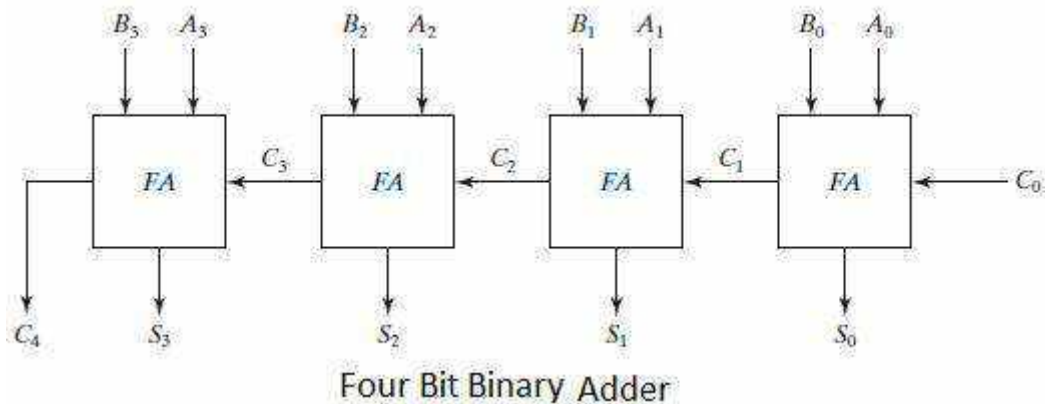 B₃ A₃ B₂ A₂ B₁ A₁ B₀ A₀
C₃ C₂ C₁
FA FA FA FA C₀
C₄ S₃ S₂ S₁ S₀
Four Bit Binary Adder